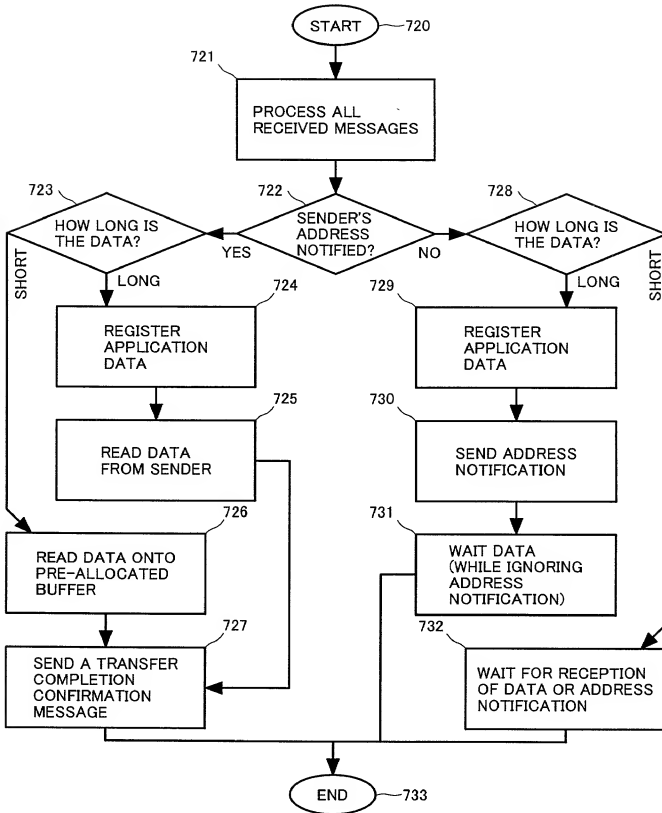 START
720
721
PROCESS ALL
RECEIVED MESSAGES
723
722
728
HOW LONG IS
THE DATA?
SENDER'S
ADDRESS
NOTIFIED?
HOW LONG IS
THE DATA?
YES
NO
SHORT
LONG
LONG
SHORT
724
729
REGISTER
APPLICATION
DATA
REGISTER
APPLICATION
DATA
725
730
READ DATA
FROM SENDER
SEND ADDRESS
NOTIFICATION
726
731
READ DATA ONTO
PRE-ALLOCATED
BUFFER
WAIT DATA
(WHILE IGNORING
ADDRESS
NOTIFICATION)
727
732
SEND A TRANSFER
COMPLETION
CONFIRMATION
MESSAGE
WAIT FOR RECEPTION
OF DATA OR ADDRESS
NOTIFICATION
END
733